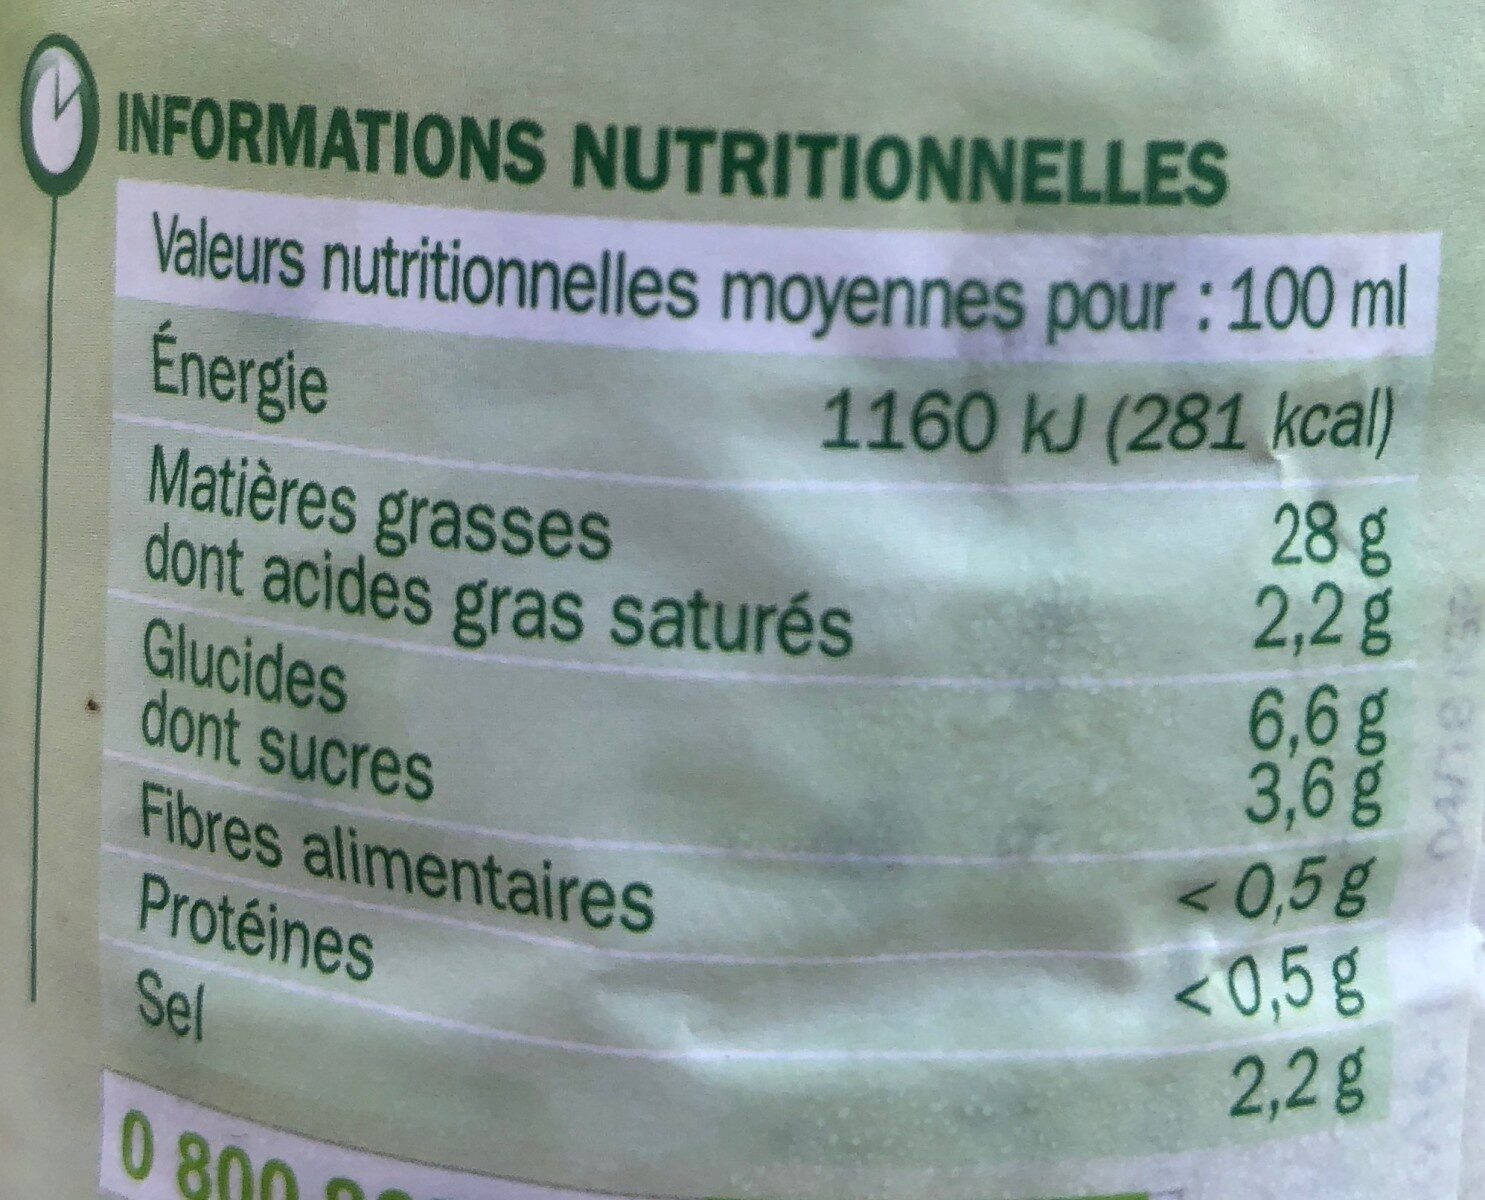 INFORMATIONS NUTRITIONNELLES
Valeurs nutritionnelles moyennes pour : 100 ml
Énergie 1160 kJ (281 kcal)
Matières grasses 28 g
dont acides gras saturés 2,2 g
Glucides 6,6 g
dont sucres 3,6 g
Fibres alimentaires < 0,5 g
Protéines < 0,5 g
Sel 2,2 g
0 800